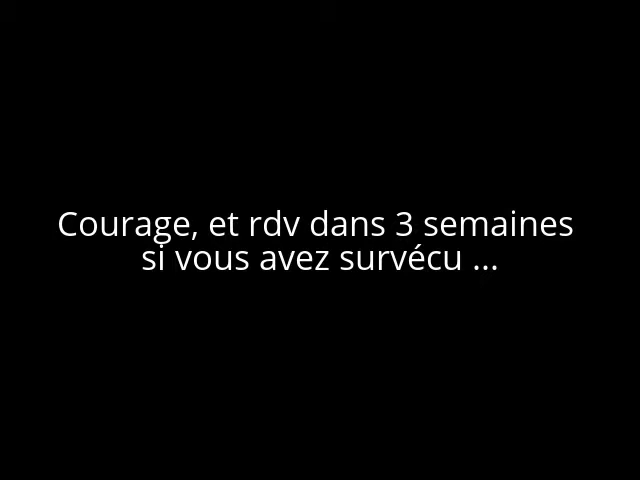 Courage, et rdv dans 3 semaines
si vous avez survécu ...